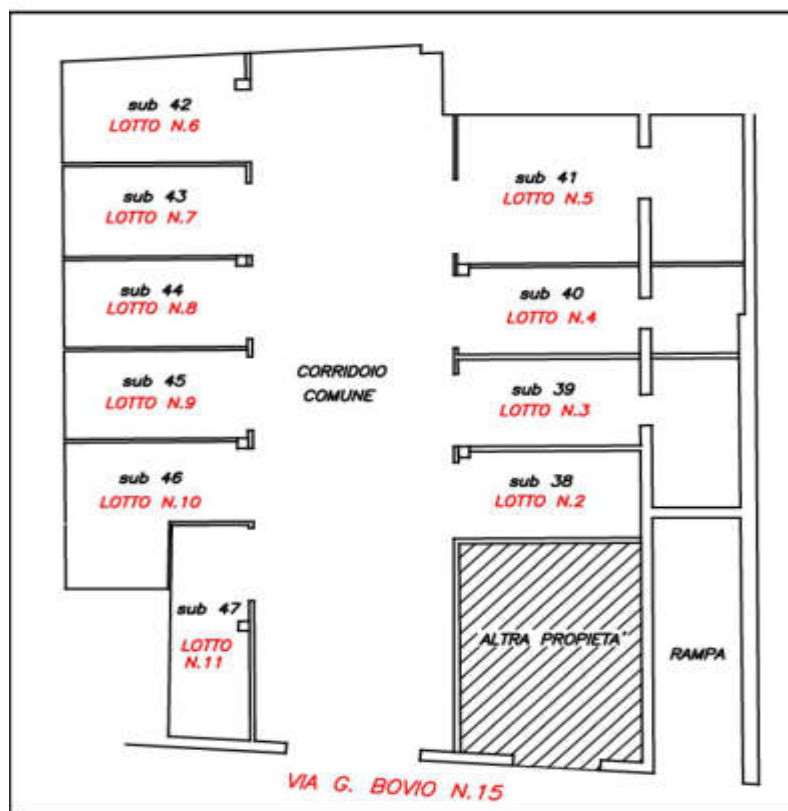 sub 42
LOTTO N.6
sub 43
LOTTO N.7
sub 44
LOTTO N.8
sub 45
LOTTO N.9
sub 46
LOTTO N.10
sub 47
LOTTO
N.11
CORRIDOIO
COMUNE
sub 41
LOTTO N.5
sub 40
LOTTO N.4
sub 39
LOTTO N.3
sub 38
LOTTO N.2
ALTRA PROPIETA'
RAMPA
VIA G. BOVIO N.15